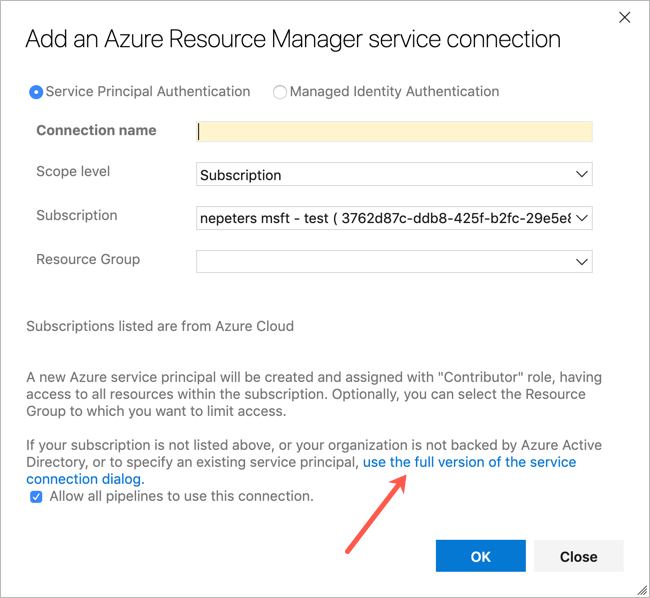 Add an Azure Resource Manager service connection
Service Principal Authentication Managed Identity Authentication
Connection name
Scope level Subscription
Subscription nepeters msft - test ( 3762d87c-ddb8-425f-b2fc-29e5e8
Resource Group
Subscriptions listed are from Azure Cloud
A new Azure service principal will be created and assigned with "Contributor" role, having
access to all resources within the subscription. Optionally, you can select the Resource
Group to which you want to limit access.
If your subscription is not listed above, or your organization is not backed by Azure Active
Directory, or to specify an existing service principal, use the full version of the service
connection dialog.
Allow all pipelines to use this connection.
OK Close